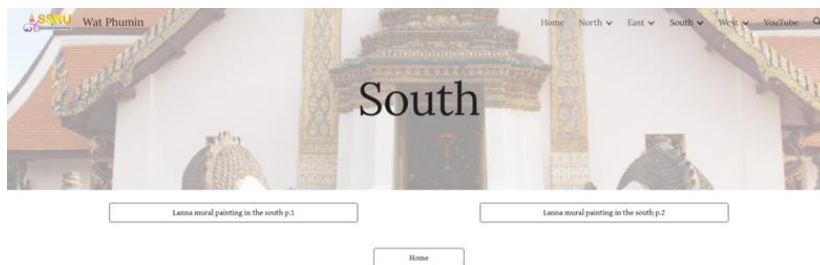 SSRU Wat Phumin Home North East South West YouTube
South
Lanna mural painting in the south p.1 Lanna mural painting in the south p.2
Home